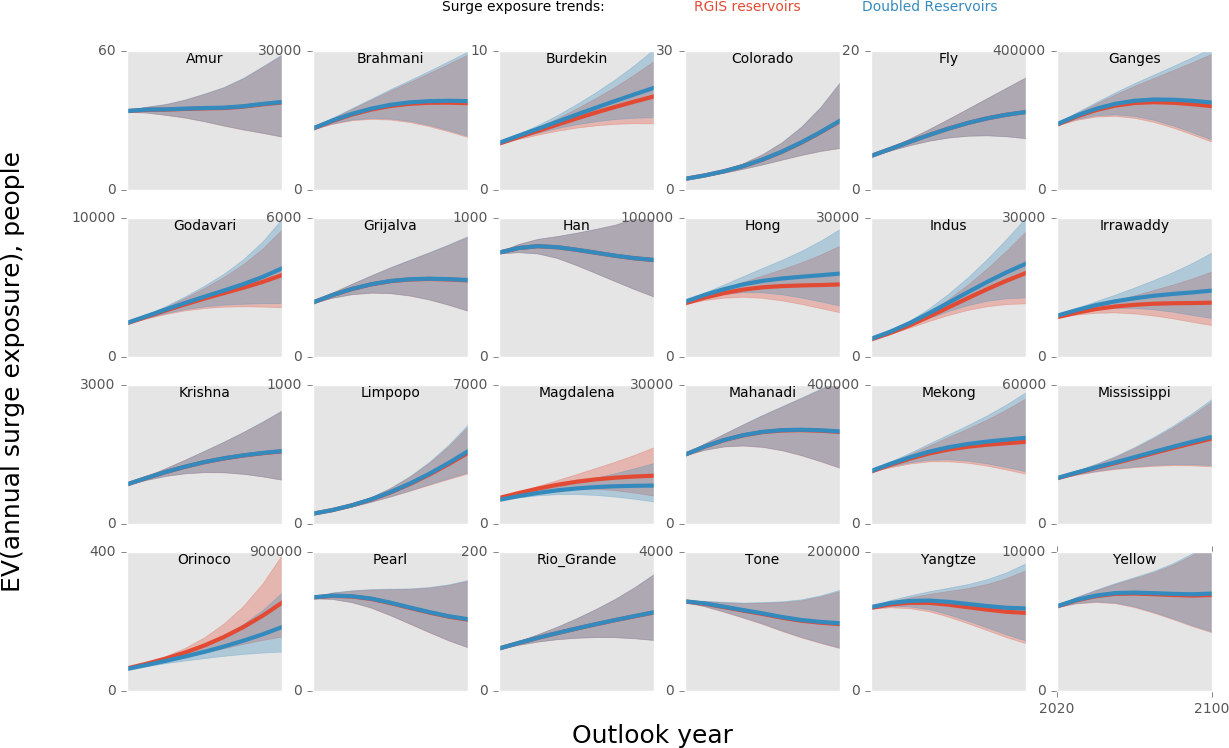 Surge exposure trends: RGIS reservoirs Doubled Reservoirs
60 30000 10 30 20 400000
Amur Brahmani Burdekin Colorado Fly Ganges
0 0 0 0 0 0
10000 6000 1000 100000 30000 30000
Godavari Grijalva Han Hong Indus Irrawaddy
0 0 0 0 0 0
3000 1000 7000 30000 400000 60000
Krishna Limpopo Magdalena Mahanadi Mekong Mississippi
0 0 0 0 0 0
400 900000 200 4000 200000 10000
Orinoco Pearl Rio_Grande Tone Yangtze Yellow
0 0 0 0 0 0
2020 2100
EV(annual surge exposure), people
Outlook year